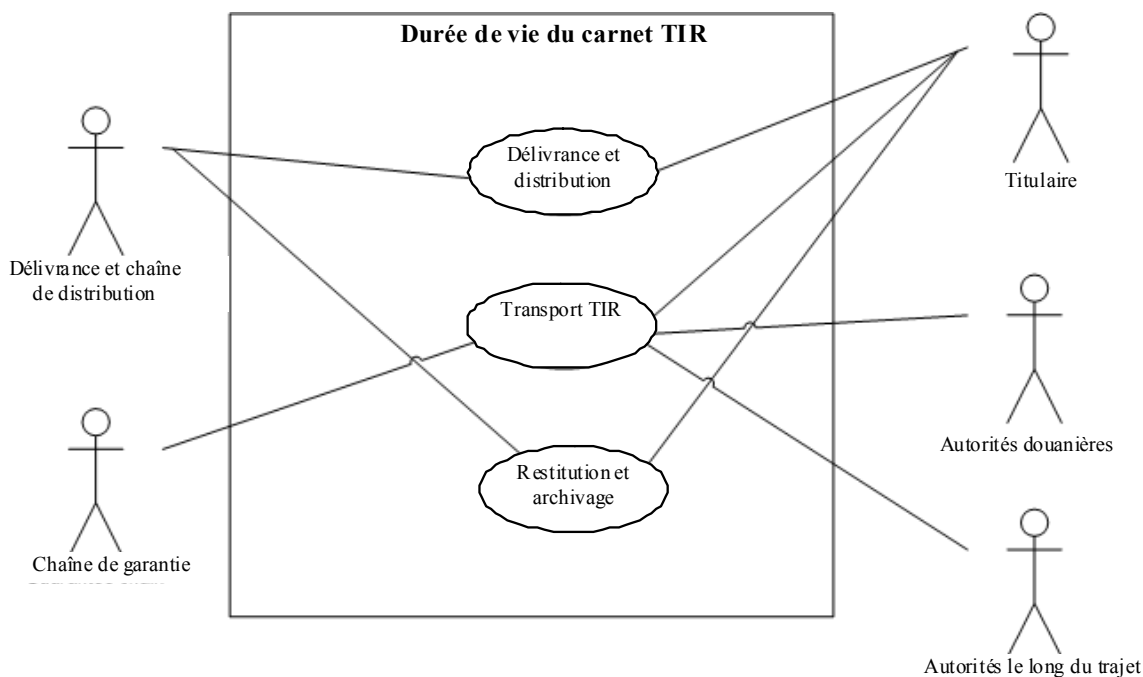 Durée de vie du carnet TIR
Délivrance et
distribution
Titulaire
Délivrance et chaîne
de distribution
Transport TIR
Autorités douanières
Restitution et
archivage
Chaîne de garantie
Autorités le long du trajet